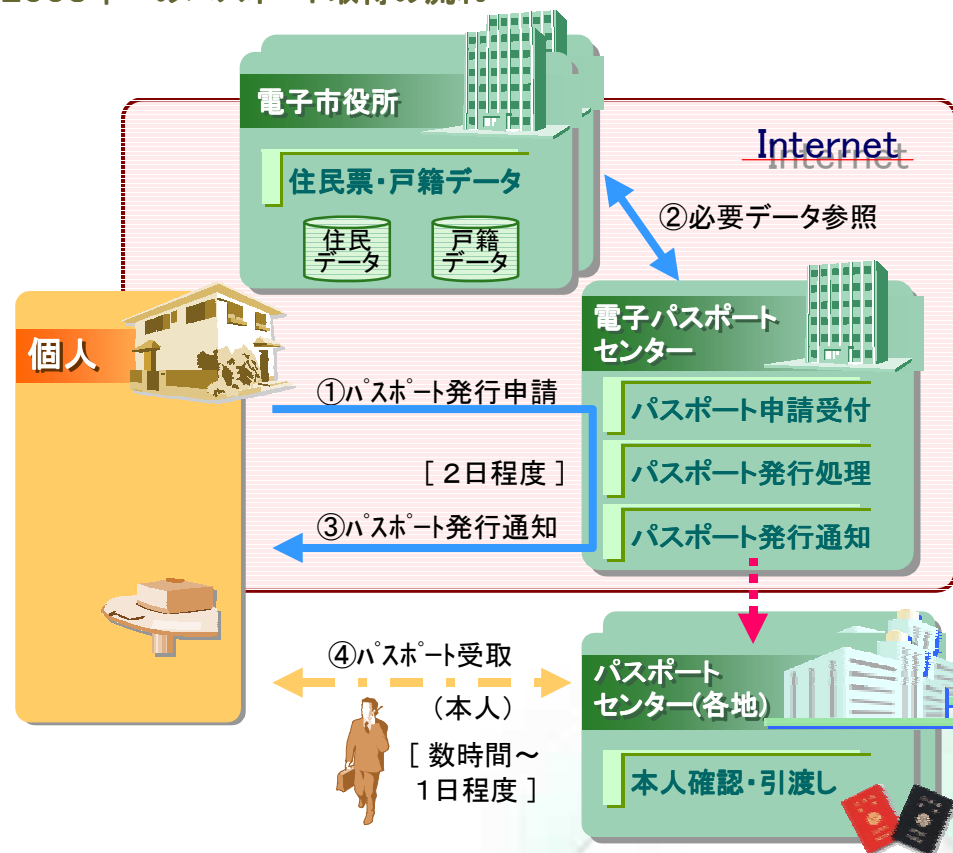 電子市役所
Internet
住民票・戸籍データ
②必要データ参照
住民
データ
戸籍
データ
電子パスポート
センター
個人
①ﾊﾟｽﾎﾟｰﾄ発行申請
パスポート申請受付
[ 2日程度 ]
パスポート発行処理
③ﾊﾟｽﾎﾟｰﾄ発行通知
パスポート発行通知
④ﾊﾟｽﾎﾟｰﾄ受取
(本人)
[ 数時間～
1日程度 ]
パスポート
センター(各地)
本人確認・引渡し